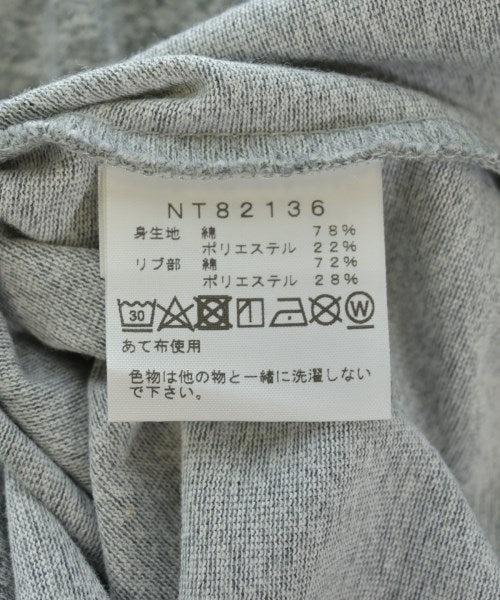 NT82136
身生地 綿 78%
ポリエステル 22%
リブ部 綿 72%
ポリエステル 28%
30 W
あて布使用
色物は他の物と一緒に洗濯しない
で下さい。